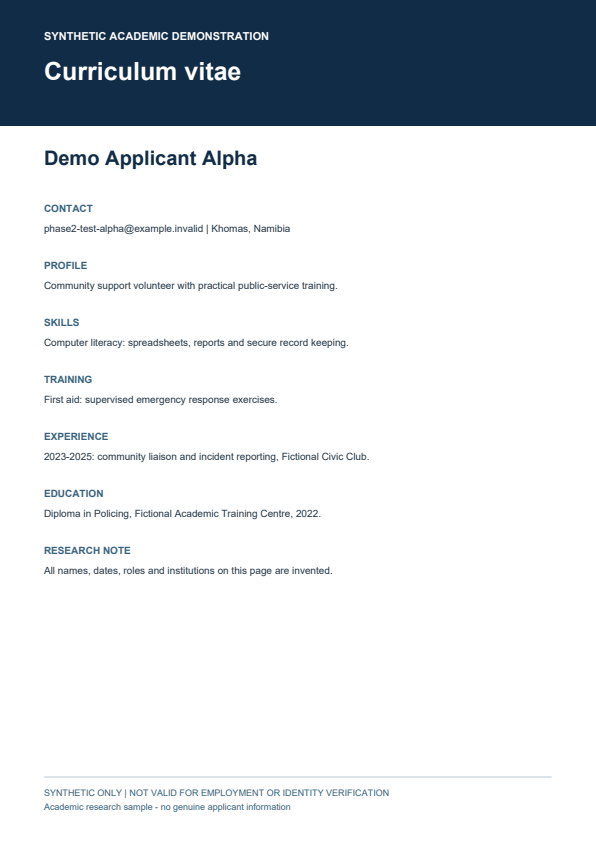 SYNTHETIC ACADEMIC DEMONSTRATION
Curriculum vitae
Demo Applicant Alpha
CONTACT
phase2-test-alpha@example.invalid | Khomas, Namibia
PROFILE
Community support volunteer with practical public-service training.
SKILLS
Computer literacy: spreadsheets, reports and secure record keeping.
TRAINING
First aid: supervised emergency response exercises.
EXPERIENCE
2023-2025: community liaison and incident reporting, Fictional Civic Club.
EDUCATION
Diploma in Policing, Fictional Academic Training Centre, 2022.
RESEARCH NOTE
All names, dates, roles and institutions on this page are invented.
SYNTHETIC ONLY | NOT VALID FOR EMPLOYMENT OR IDENTITY VERIFICATION
Academic research sample - no genuine applicant information